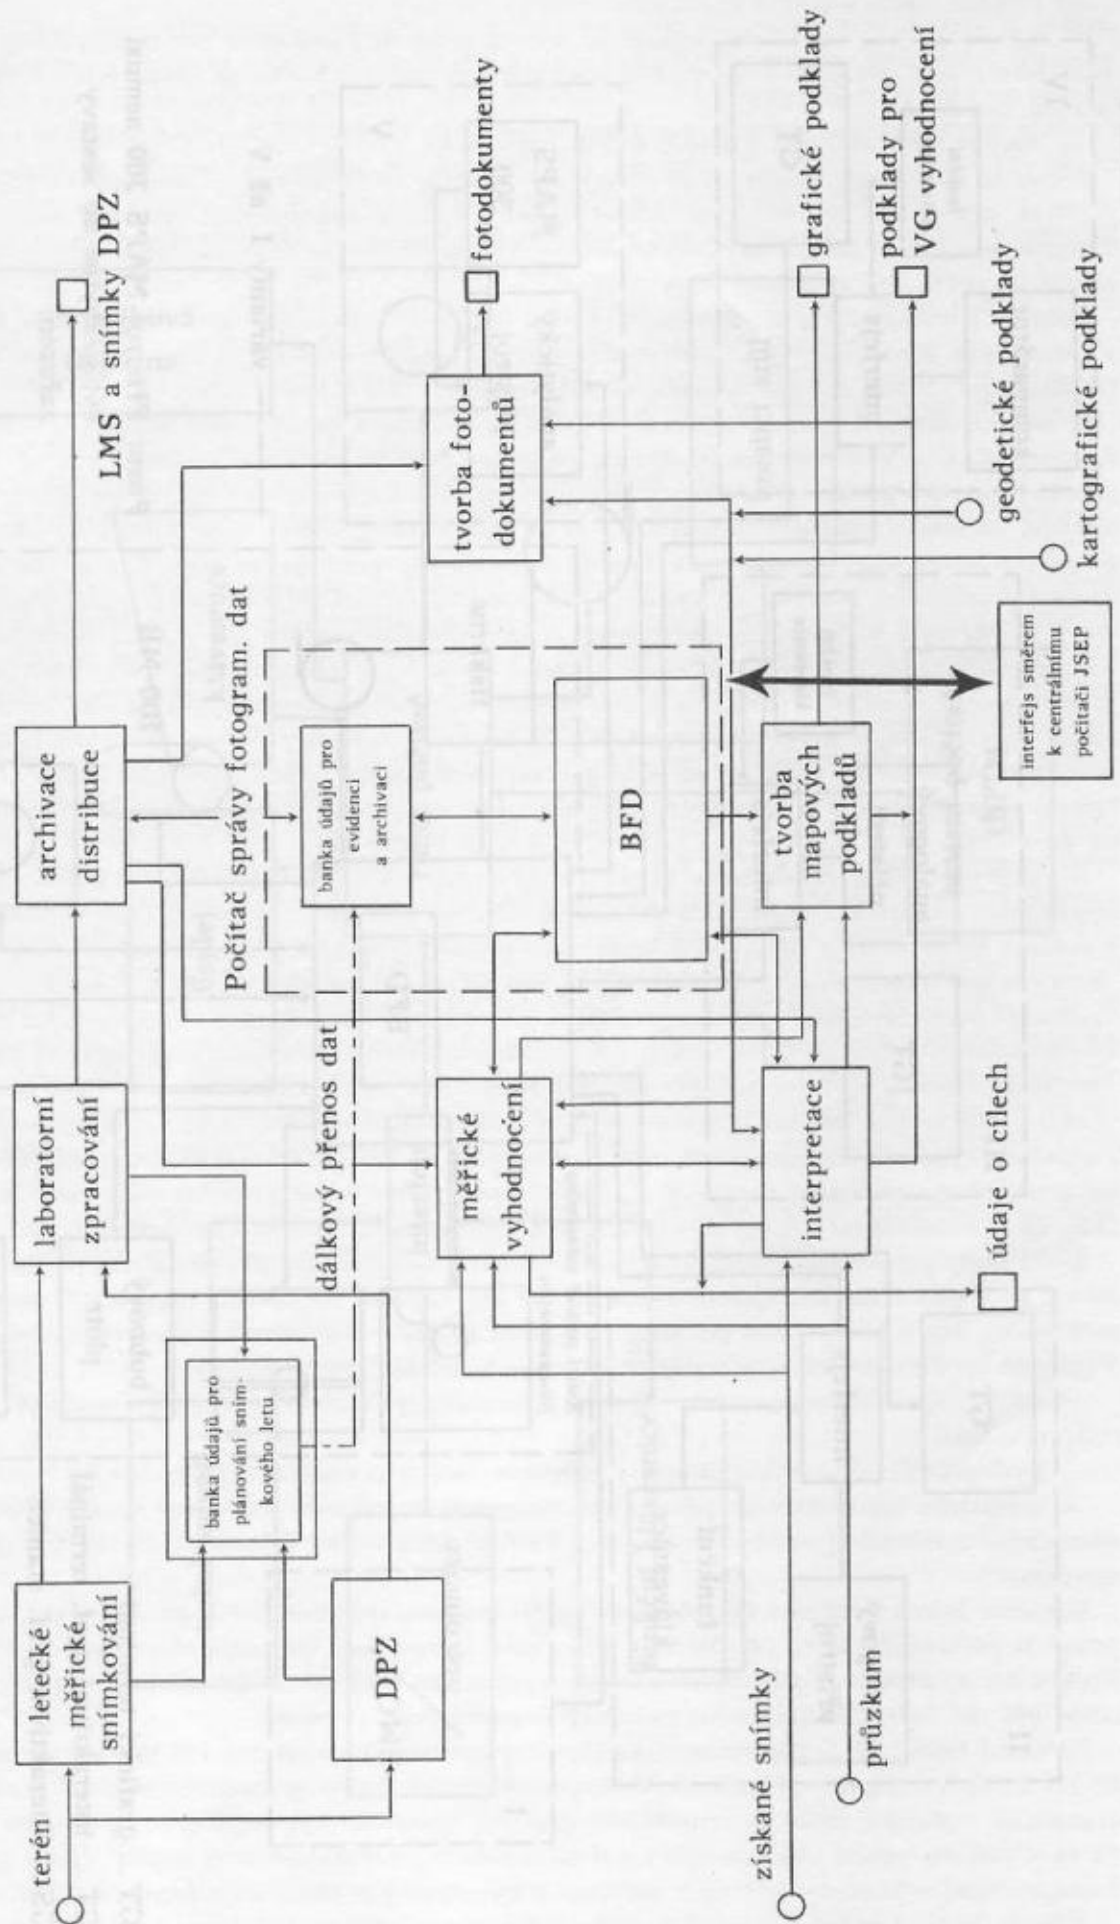 terén
letecké
měřické
snímkování
laboratorní
zpracování
archivace
distribuce
LMS a snímky DPZ
banka údajů pro
plánování sním-
kového letu
DPZ
dálkový přenos dat
Počítač správy fotogram. dat
banka údajů pro
evidenci
a archivaci
BFD
tvorba foto-
dokumentů
fotodokumenty
měřické
vyhodnocení
získané snímky
průzkum
interpretace
údaje o cílech
tvorba
mapových
podkladů
grafické podklady
podklady pro
VG vyhodnocení
geodetické podklady
kartografické podklady
interfejs směrem
k centrálnímu
počítači JSEP